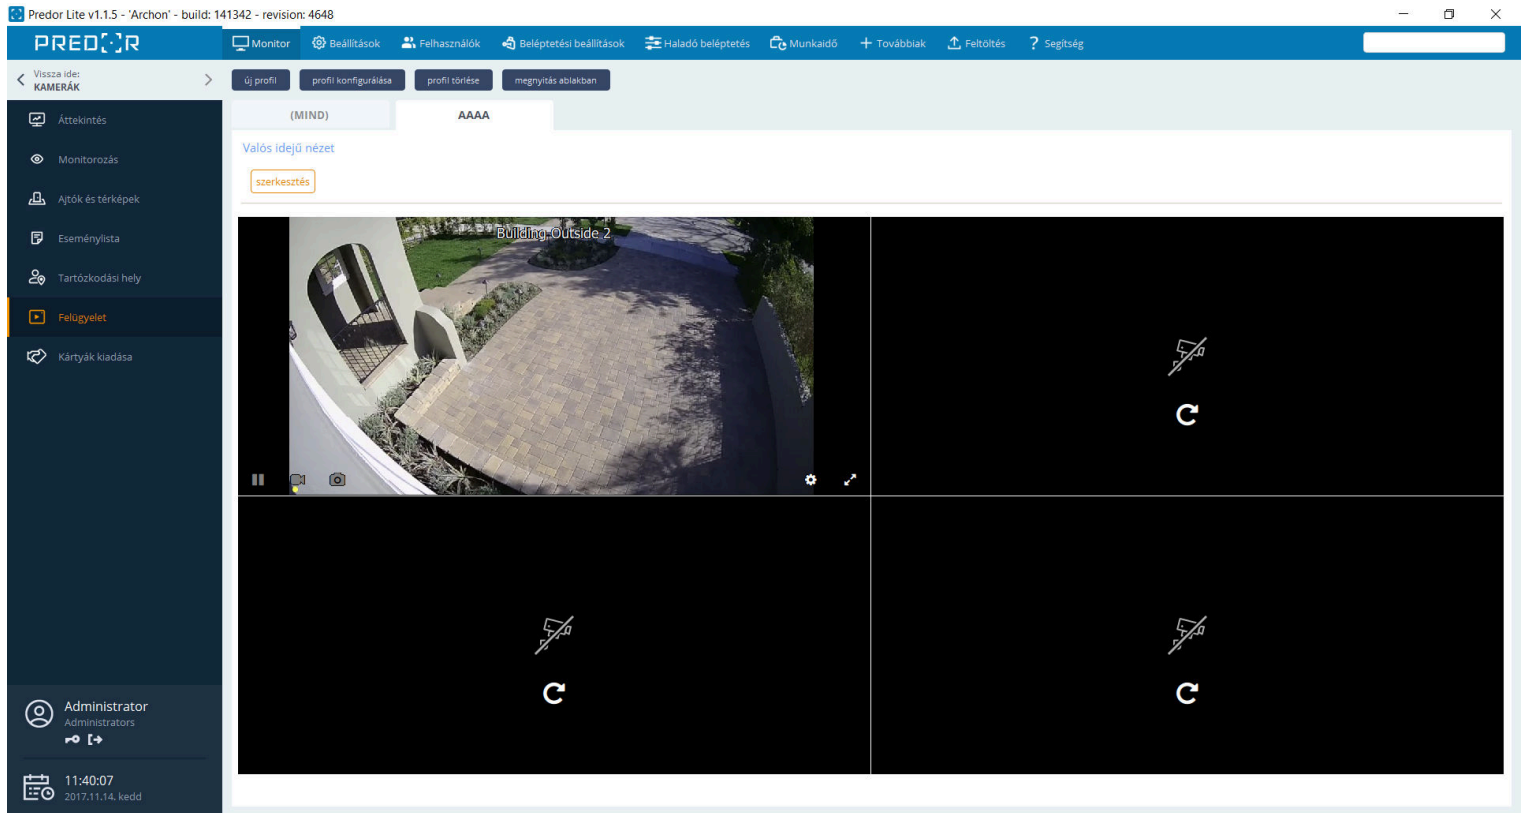 Predor Lite v1.1.5 - 'Archon' - build: 141342 - revision: 4648
PREDOR
Monitor
Beállítások
Felhasználók
Beléptetési beállítások
Haladó beléptetés
Munkaidő
Továbbiak
Feltöltés
? Segítség
Vissza ide:
KAMERÁK
új profil
profil konfigurálása
profil törlése
megnyitás ablakban
(MIND)
AAAA
Áttekintés
Monitorozás
Ajtók és térképek
Eseménylista
Tartózkodási hely
Felügyelet
Kártyák kiadása
Valós idejű nézet
szerkesztés
Building Outside 2
Administrator
Administrators
11:40:07
2017.11.14. kedd